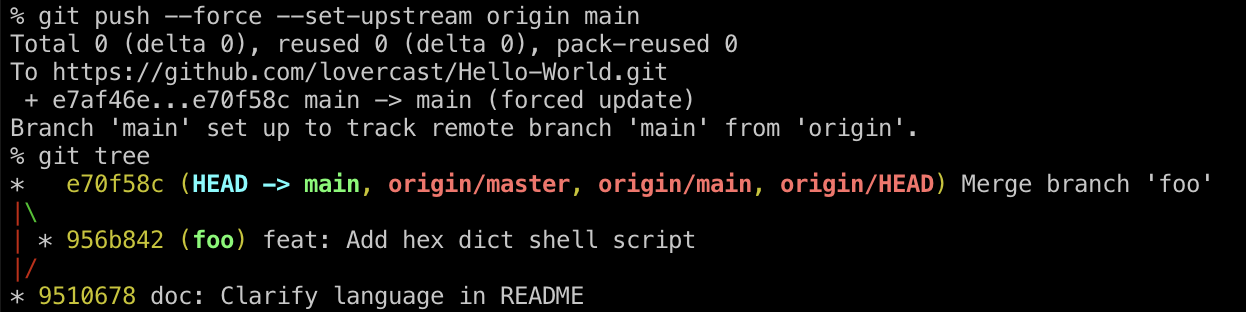 % git push --force --set-upstream origin main
Total 0 (delta 0), reused 0 (delta 0), pack-reused 0
To https://github.com/lovercast/Hello-World.git
 + e7af46e...e70f58c main -> main (forced update)
Branch 'main' set up to track remote branch 'main' from 'origin'.
% git tree
*   e70f58c (HEAD -> main, origin/master, origin/main, origin/HEAD) Merge branch 'foo'
|\
| * 956b842 (foo) feat: Add hex dict shell script
|/
* 9510678 doc: Clarify language in README